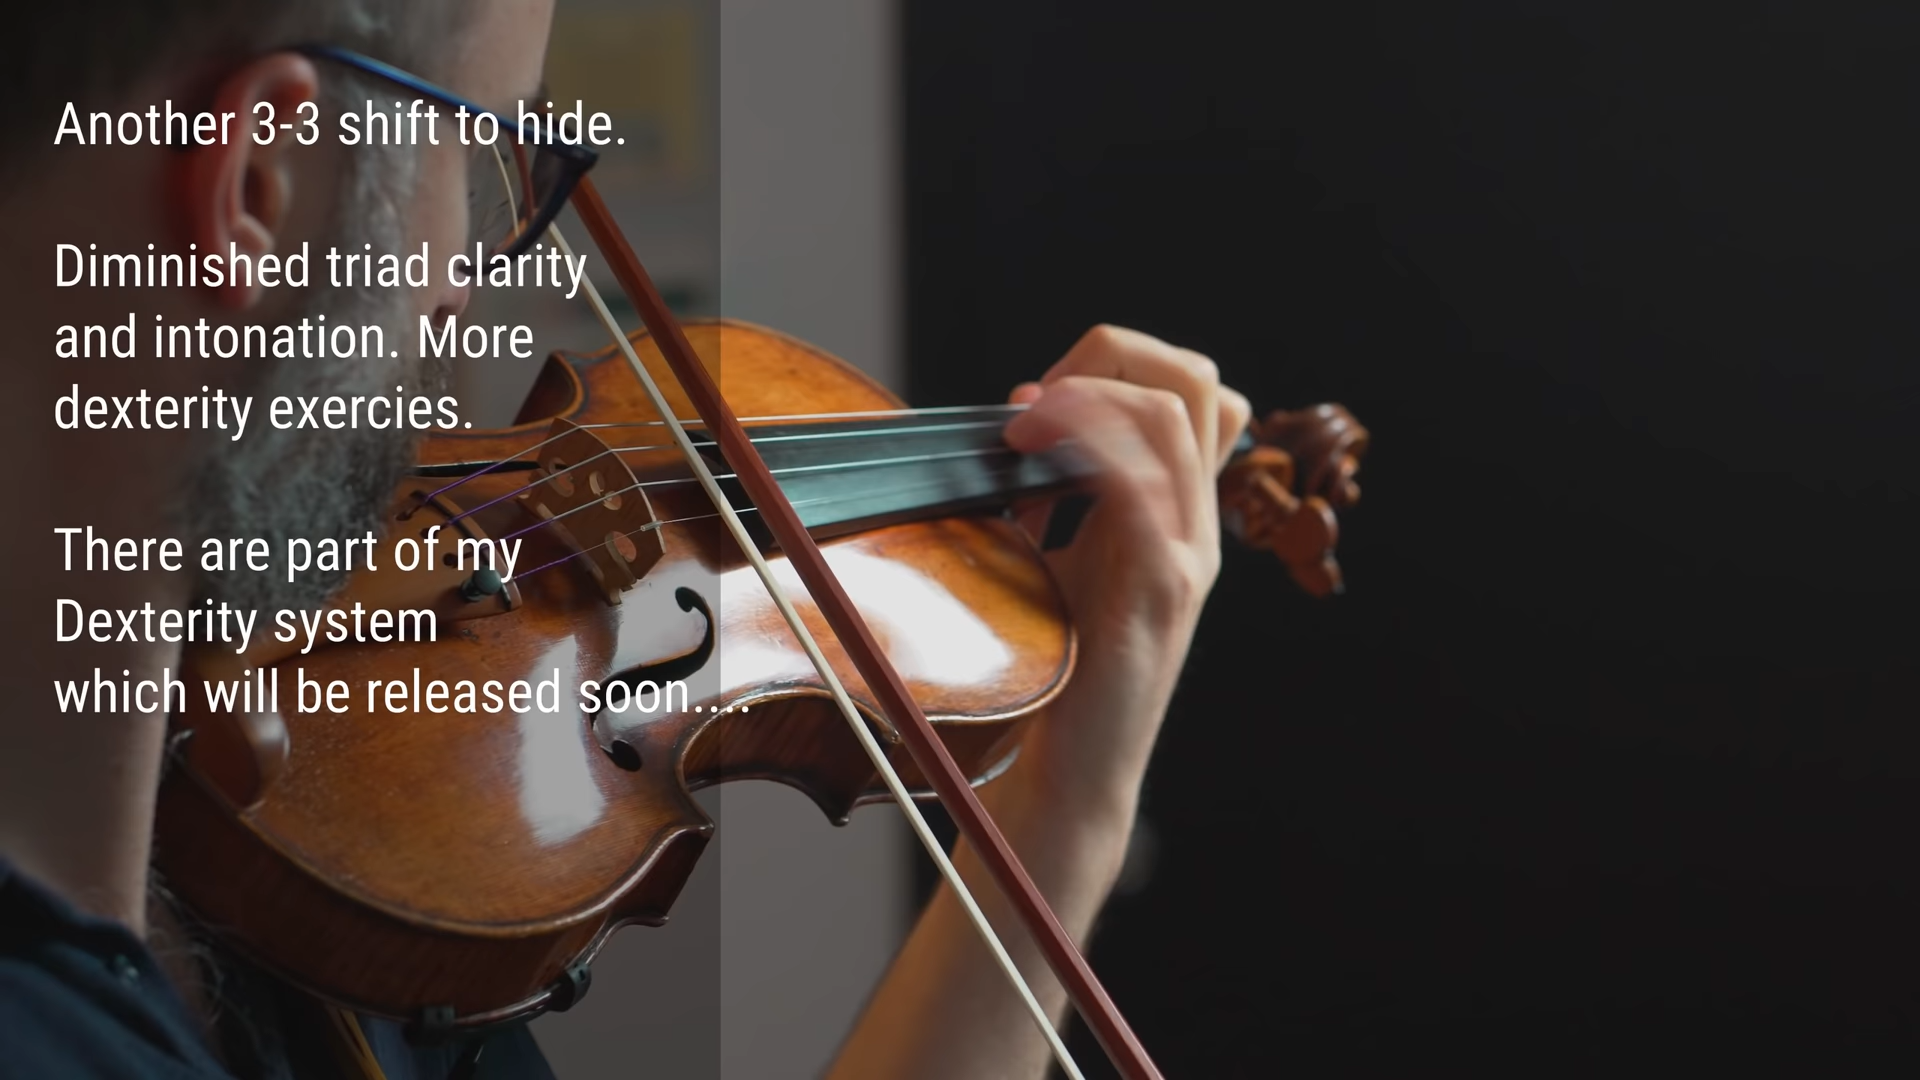 Another 3-3 shift to hide.
Diminished triad clarity
and intonation. More
dexterity exercies.
There are part of my
Dexterity system
which will be released soon....